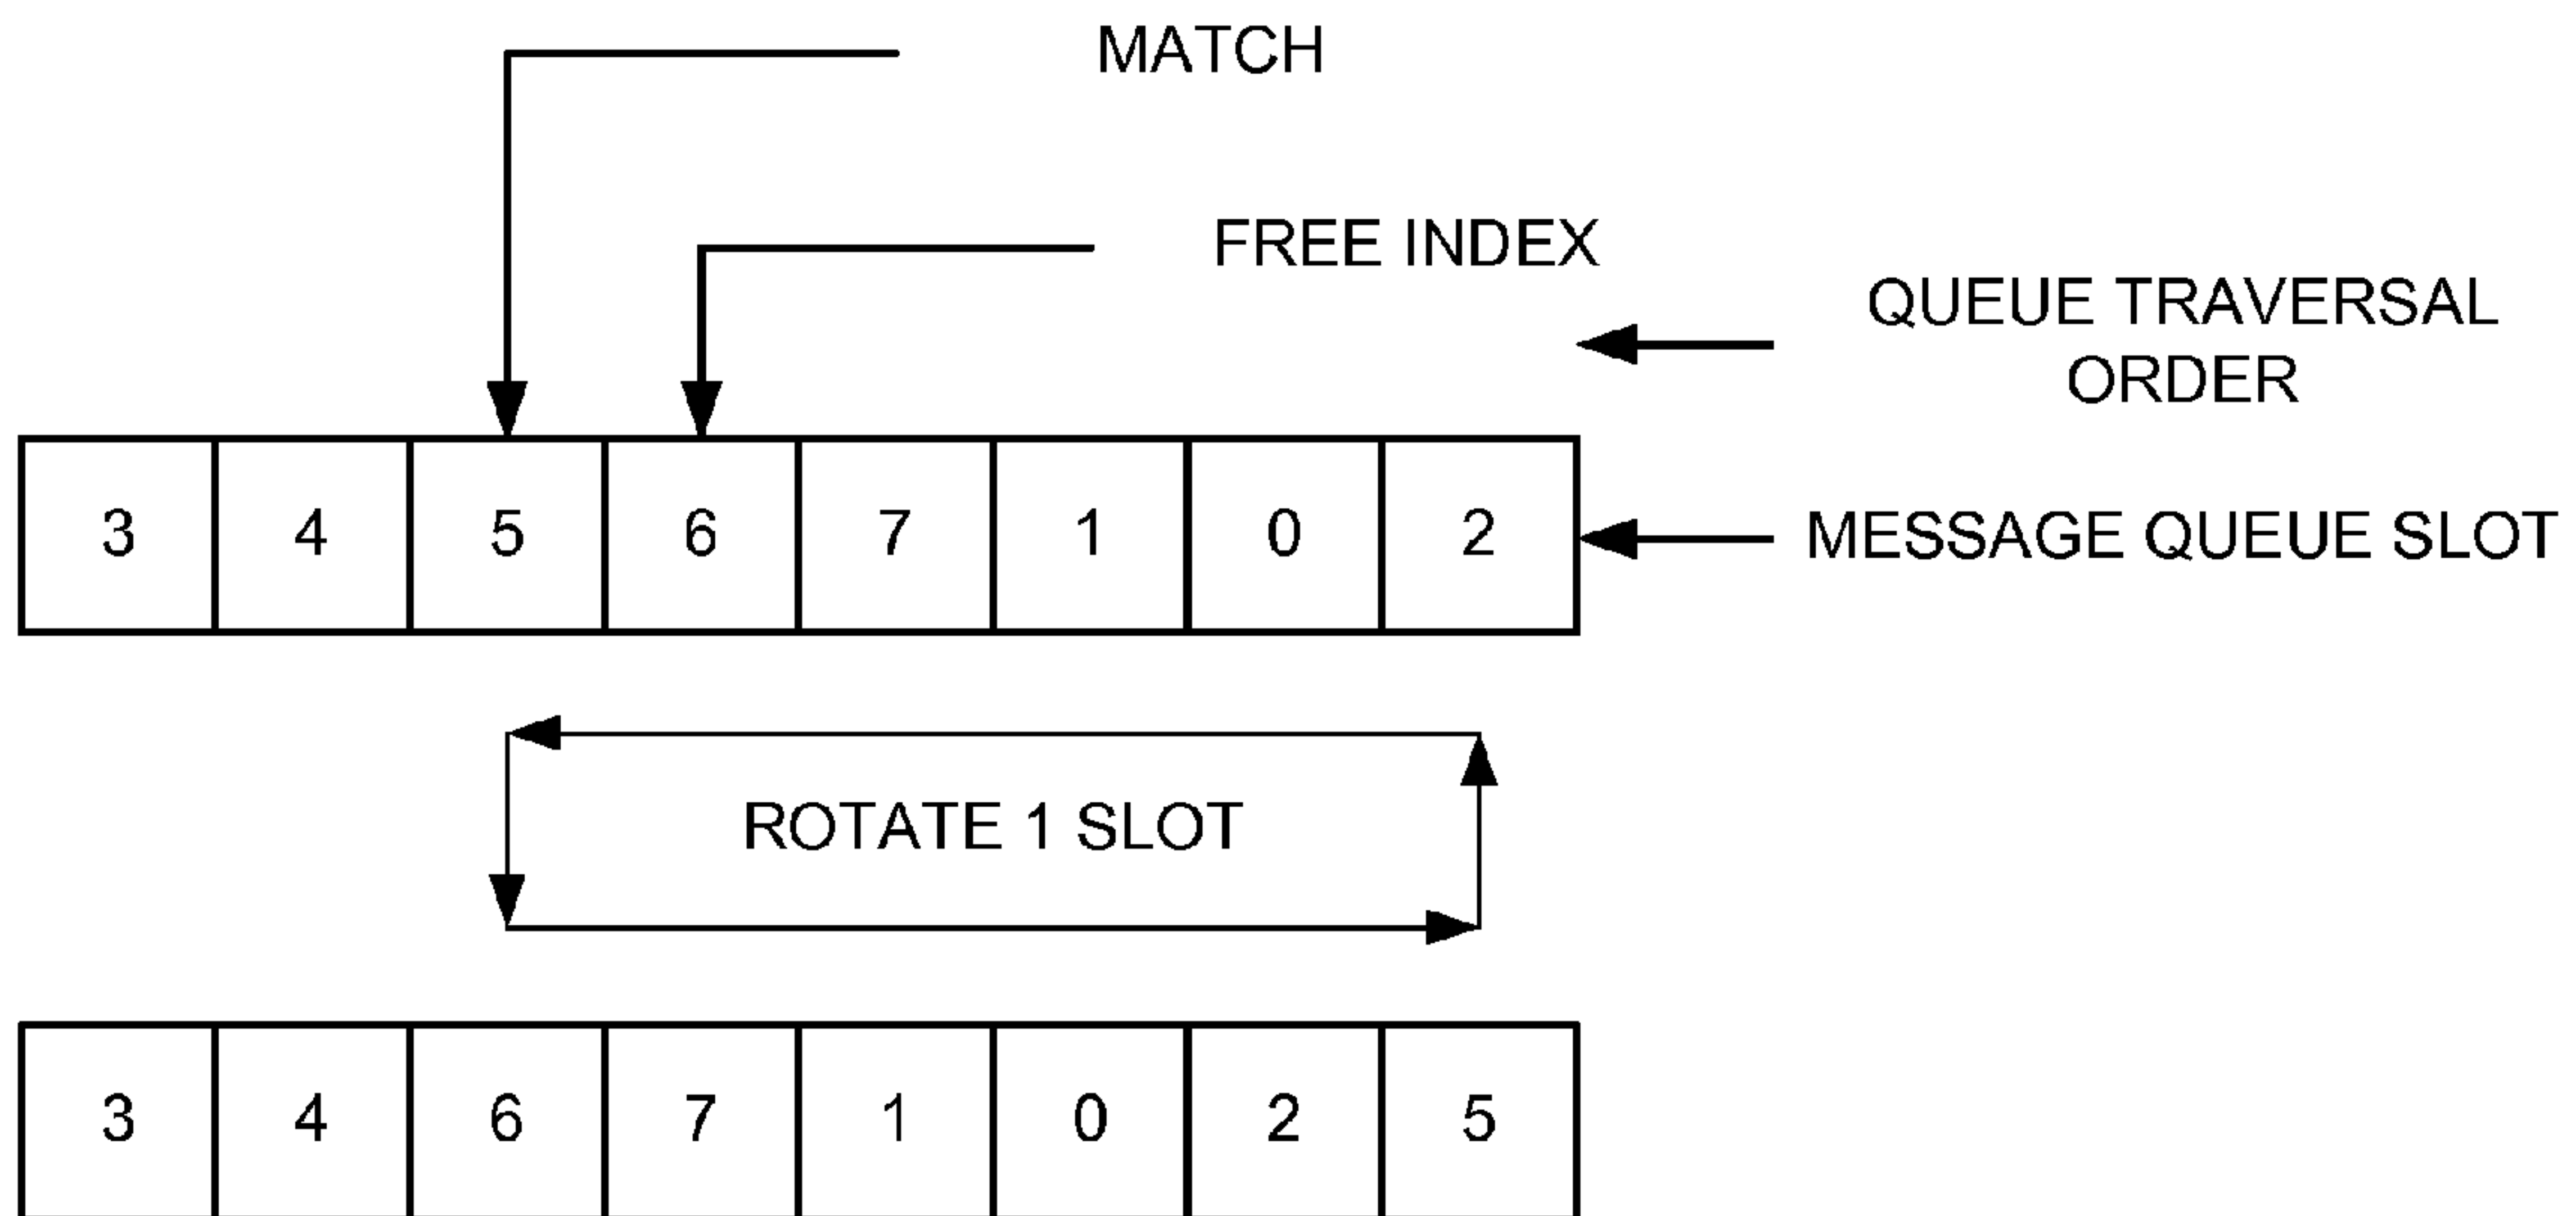 MATCH
FREE INDEX
QUEUE TRAVERSAL
ORDER
3 4 5 6 7 1 0 2
MESSAGE QUEUE SLOT
ROTATE 1 SLOT
3 4 6 7 1 0 2 5